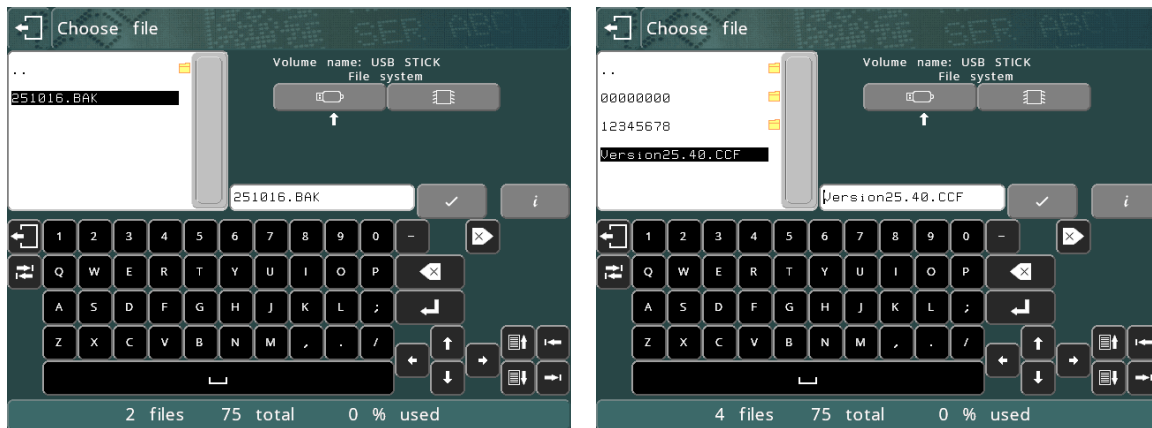 Choose file
Volume name: USB STICK
File system
..
251016.BAK
251016.BAK
i
1 2 3 4 5 6 7 8 9 0 -
Q W E R T Y U I O P
A S D F G H J K L ;
Z X C V B N M , . /
2 files 75 total 0 % used
Choose file
Volume name: USB STICK
File system
..
00000000
12345678
Version25.40.CCF
Version25.40.CCF
i
1 2 3 4 5 6 7 8 9 0 -
Q W E R T Y U I O P
A S D F G H J K L ;
Z X C V B N M , . /
4 files 75 total 0 % used